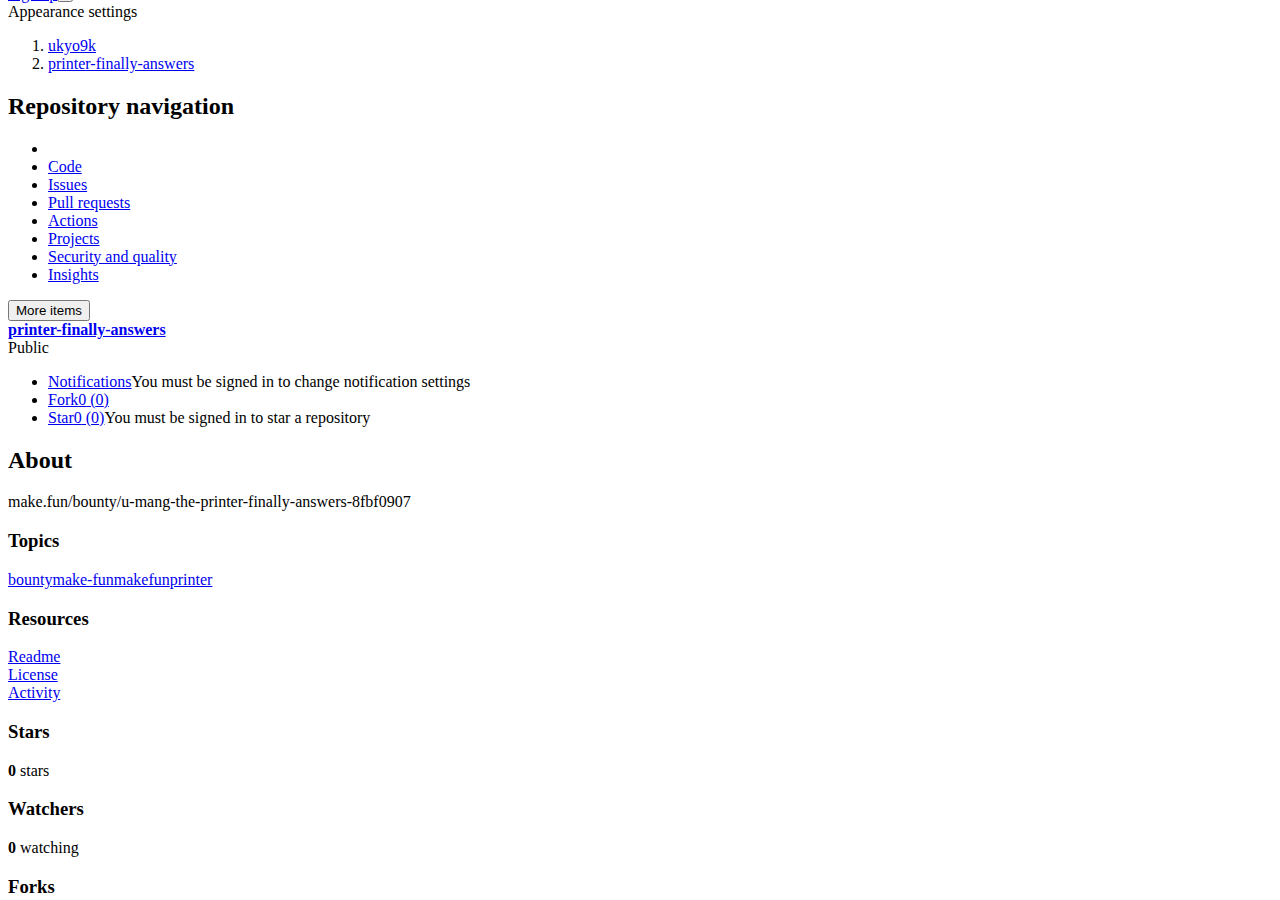 Appearance settings
1. ukyo9k
2. printer-finally-answers
Repository navigation
Code
Issues
Pull requests
Actions
Projects
Security and quality
Insights
More items
printer-finally-answers
Public
NotificationsYou must be signed in to change notification settings
Fork0 (0)
Star0 (0)You must be signed in to star a repository
About
make.fun/bounty/u-mang-the-printer-finally-answers-8fbf0907
Topics
bountymake-funmakefunprinter
Resources
Readme
License
Activity
Stars
0 stars
Watchers
0 watching
Forks